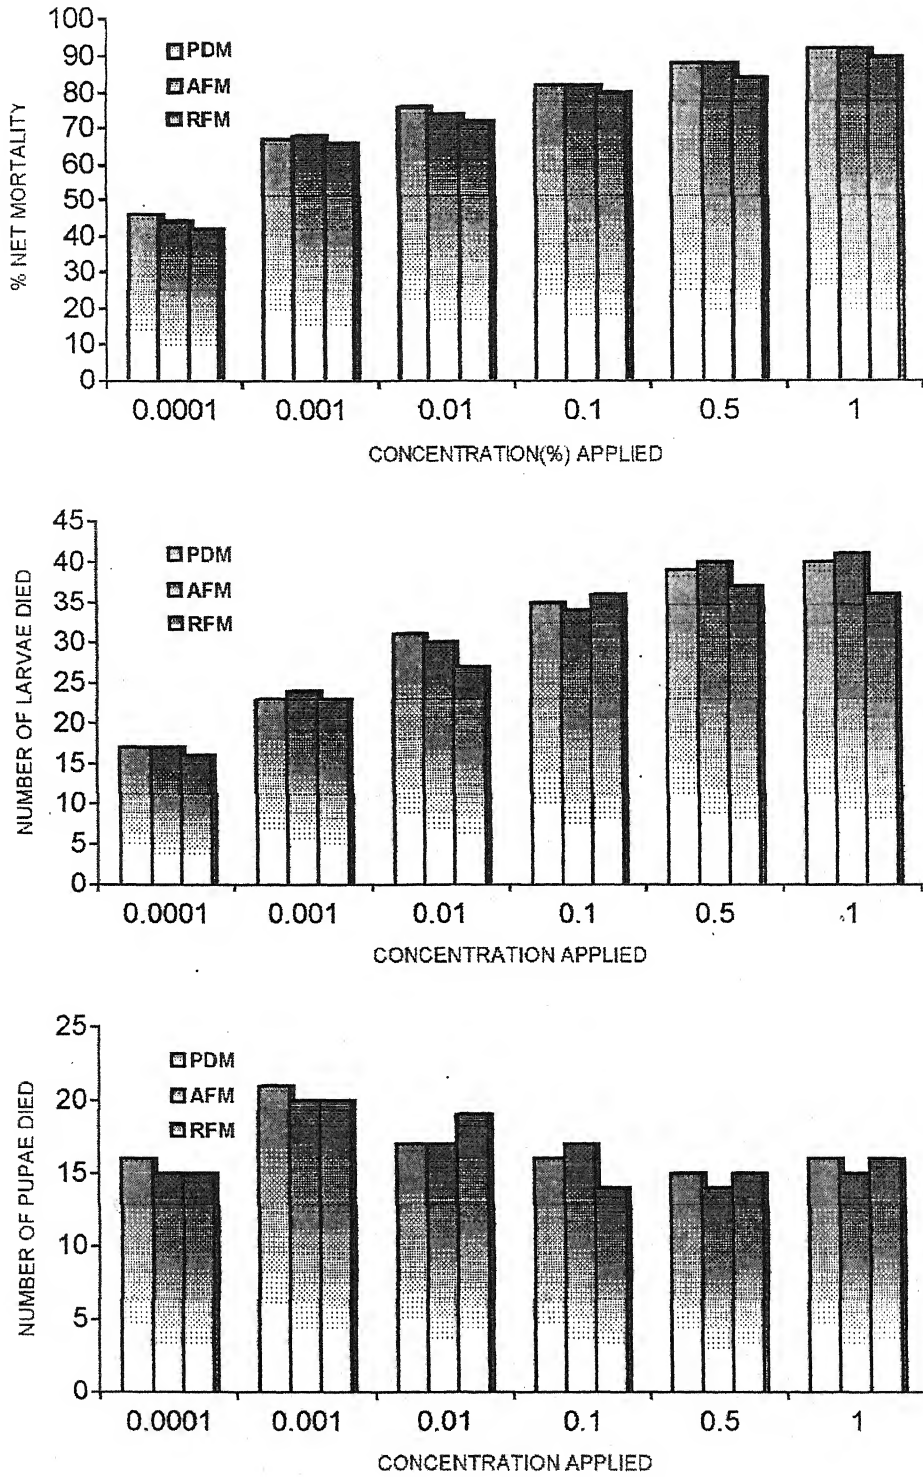 % NET MORTALITY
100
90
80
70
60
50
40
30
20
10
0
PDM
AFM
RFM
0.0001 0.001 0.01 0.1 0.5 1
CONCENTRATION(%) APPLIED
NUMBER OF LARVAE DIED
45
40
35
30
25
20
15
10
5
0
PDM
AFM
RFM
0.0001 0.001 0.01 0.1 0.5 1
CONCENTRATION APPLIED
NUMBER OF PUPAE DIED
25
20
15
10
5
0
PDM
AFM
RFM
0.0001 0.001 0.01 0.1 0.5 1
CONCENTRATION APPLIED